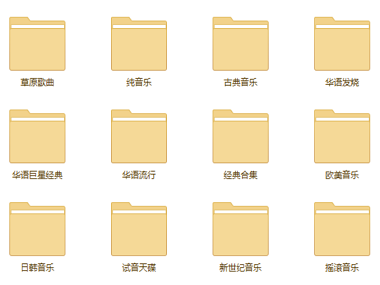 草原歌曲
纯音乐
古典音乐
华语发烧
华语巨星经典
华语流行
经典合集
欧美音乐
日韩音乐
试音天碟
新世纪音乐
摇滚音乐